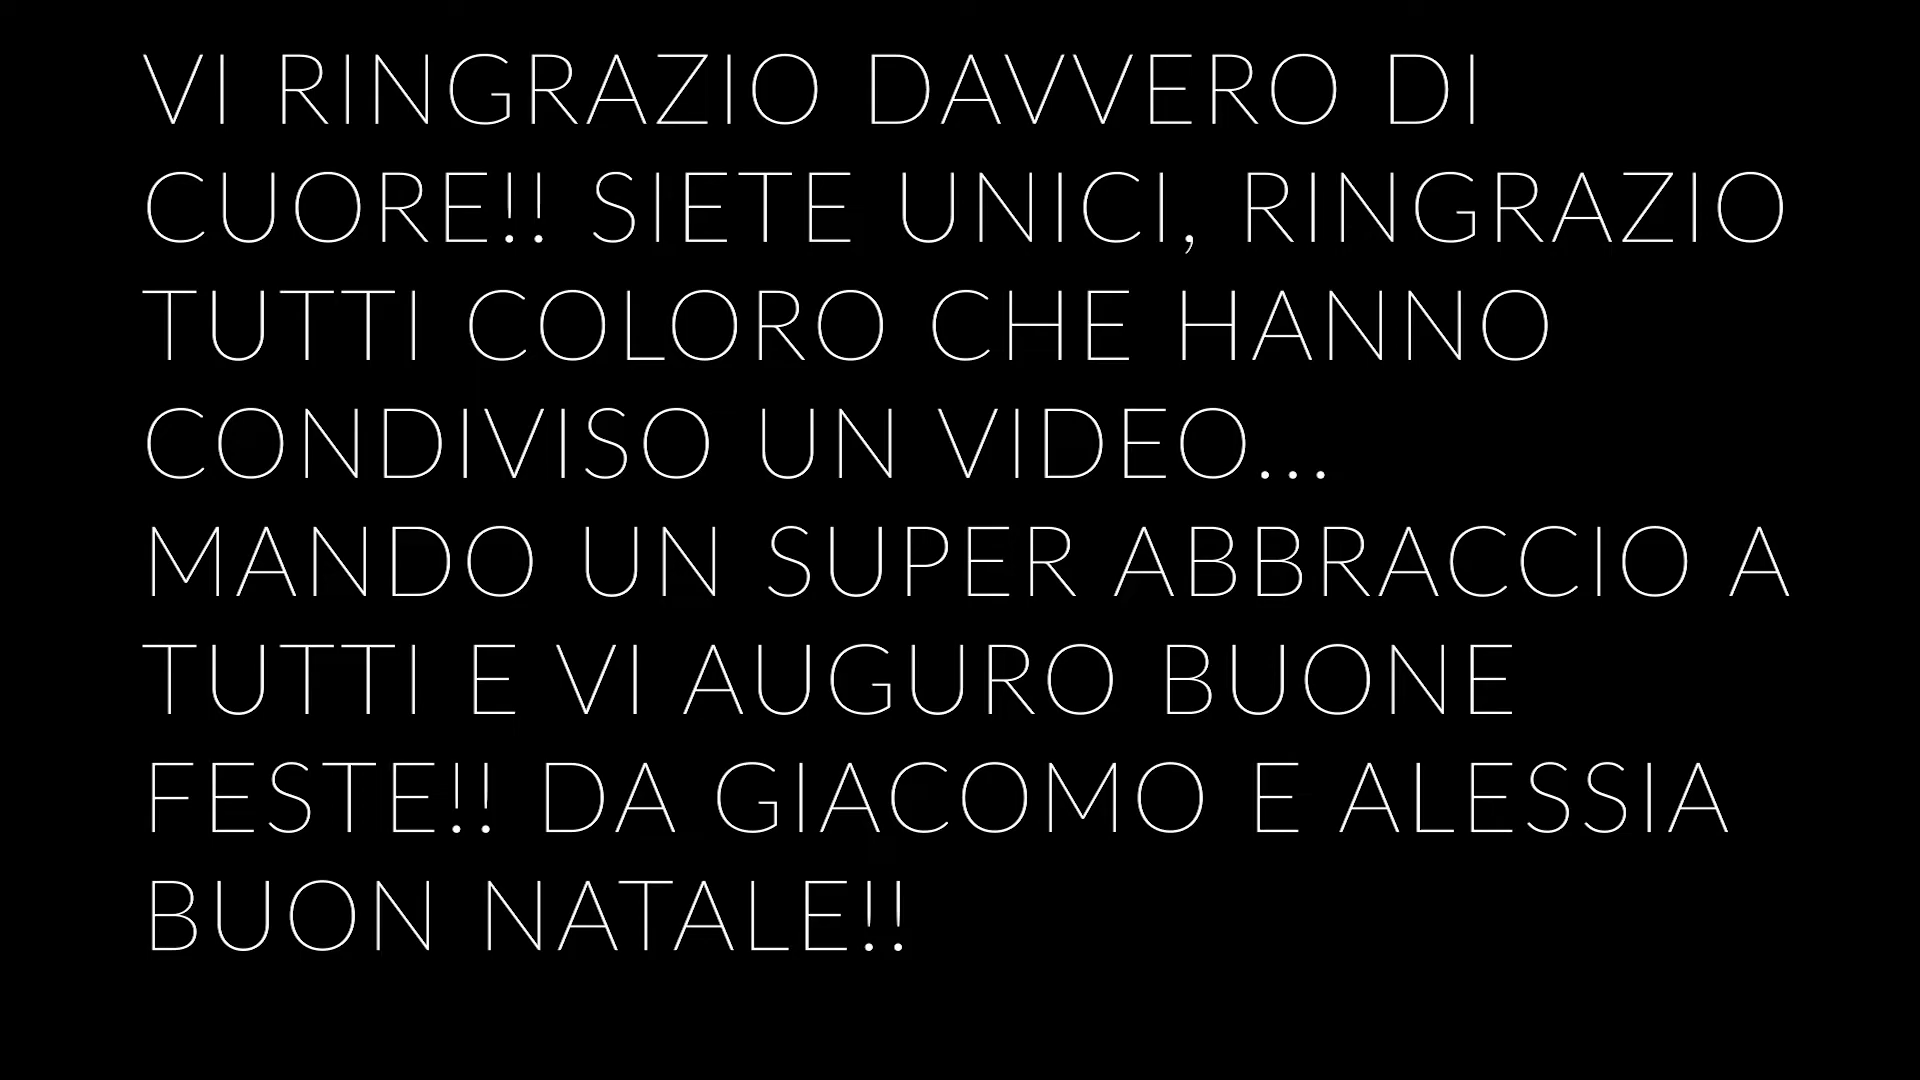 VI RINGRAZIO DAVVERO DI
CUORE!! SIETE UNICI, RINGRAZIO
TUTTI COLORO CHE HANNO
CONDIVISO UN VIDEO...
MANDO UN SUPER ABBRACCIO A
TUTTI E VI AUGURO BUONE
FESTE!! DA GIACOMO E ALESSIA
BUON NATALE!!